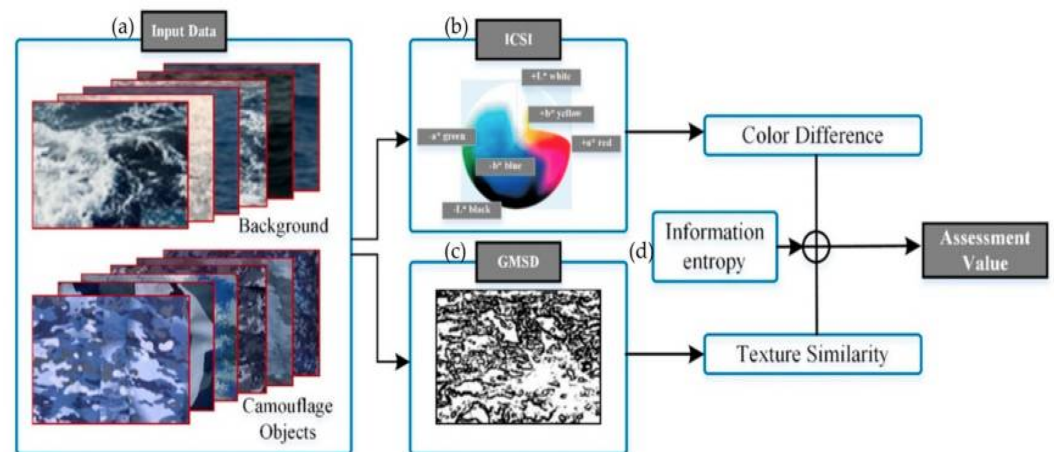 (a)
Input Data
Background
Camouflage
Objects
(b)
ICSI
+L* white
+b* yellow
-a* green
+a* red
-b* blue
-L* black
(c)
GMSD
Color Difference
(d)
Information
entropy
Assessment
Value
Texture Similarity